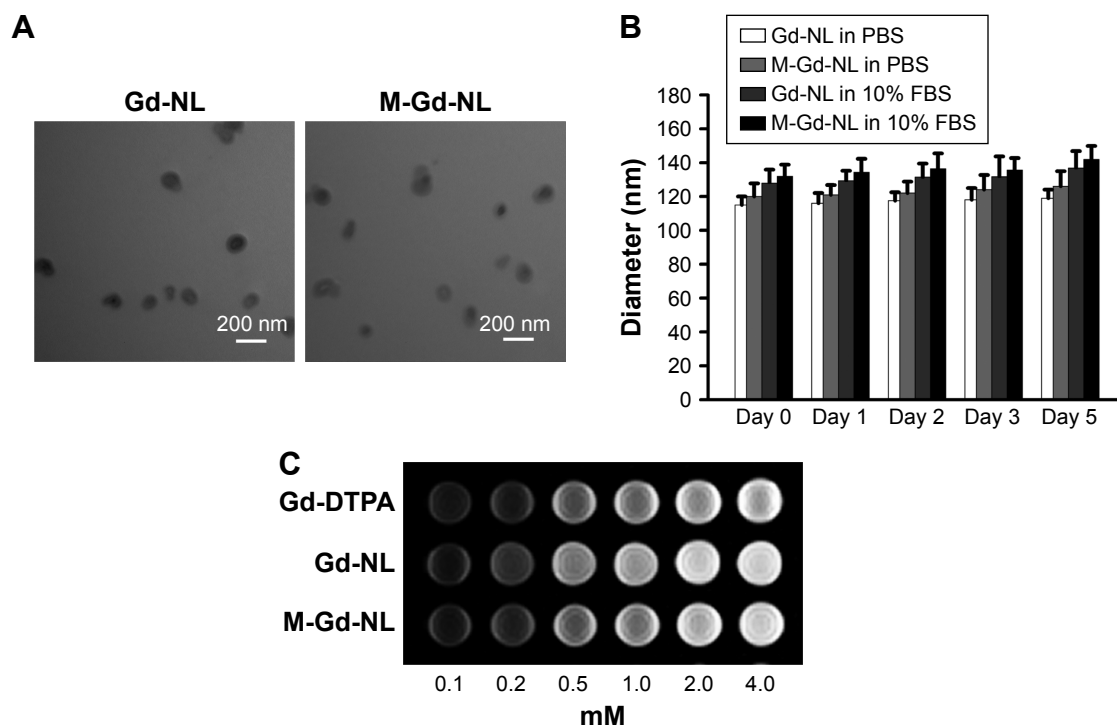 A
Gd-NL
M-Gd-NL
200 nm
200 nm
B
Gd-NL in PBS
M-Gd-NL in PBS
Gd-NL in 10% FBS
M-Gd-NL in 10% FBS
Diameter (nm)
180
160
140
120
100
80
60
40
20
0
Day 0 Day 1 Day 2 Day 3 Day 5
C
Gd-DTPA
Gd-NL
M-Gd-NL
0.1 0.2 0.5 1.0 2.0 4.0
mM